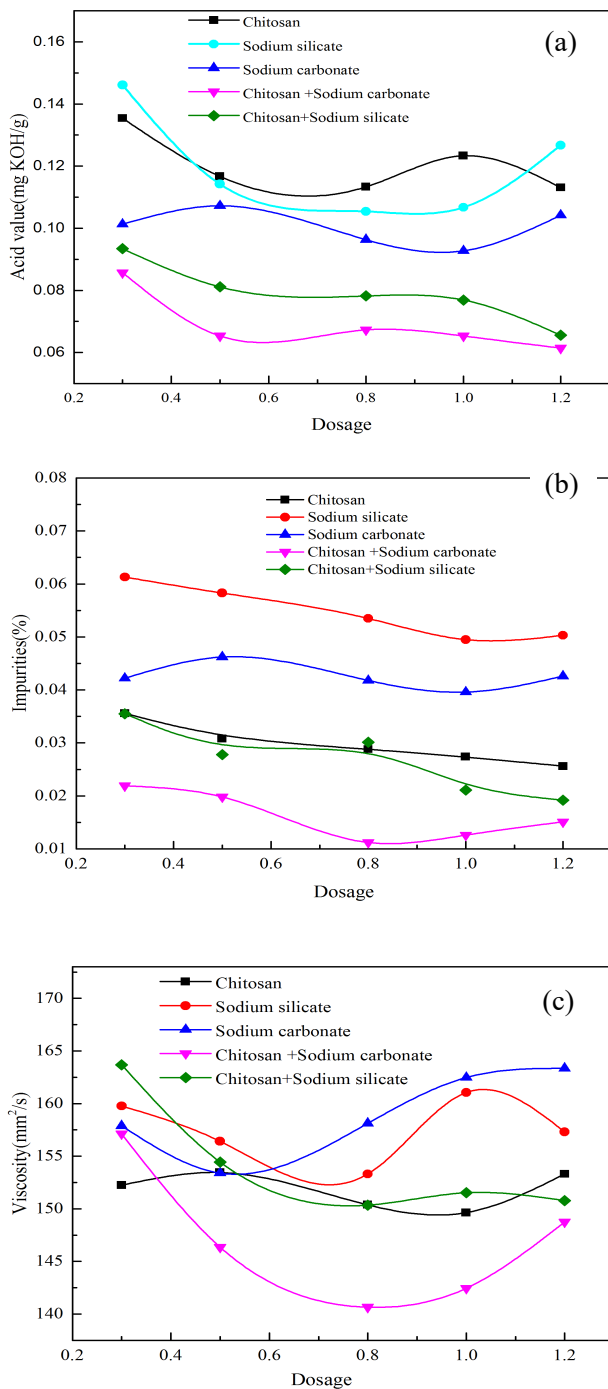 (a)
Chitosan
Sodium silicate
Sodium carbonate
Chitosan +Sodium carbonate
Chitosan+Sodium silicate
Acid value(mg KOH/g)
0.16
0.14
0.12
0.10
0.08
0.06
0.2 0.4 0.6 0.8 1.0 1.2
Dosage
(b)
Chitosan
Sodium silicate
Sodium carbonate
Chitosan +Sodium carbonate
Chitosan+Sodium silicate
Impurities(%)
0.08
0.07
0.06
0.05
0.04
0.03
0.02
0.01
0.2 0.4 0.6 0.8 1.0 1.2
Dosage
(c)
Chitosan
Sodium silicate
Sodium carbonate
Chitosan +Sodium carbonate
Chitosan+Sodium silicate
Viscosity(mm²/s)
170
165
160
155
150
145
140
0.2 0.4 0.6 0.8 1.0 1.2
Dosage